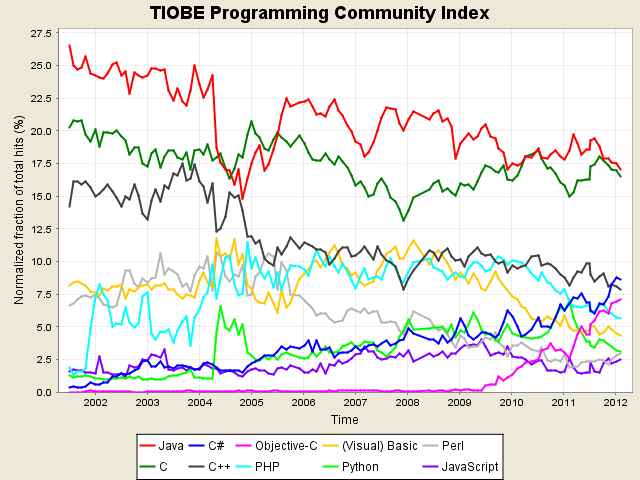 TIOBE Programming Community Index
Normalized fraction of total hits (%)
27.5
25.0
22.5
20.0
17.5
15.0
12.5
10.0
7.5
5.0
2.5
0.0
2002 2003 2004 2005 2006 2007 2008 2009 2010 2011 2012
Time
Java C# Objective-C (Visual) Basic Perl
C C++ PHP Python JavaScript